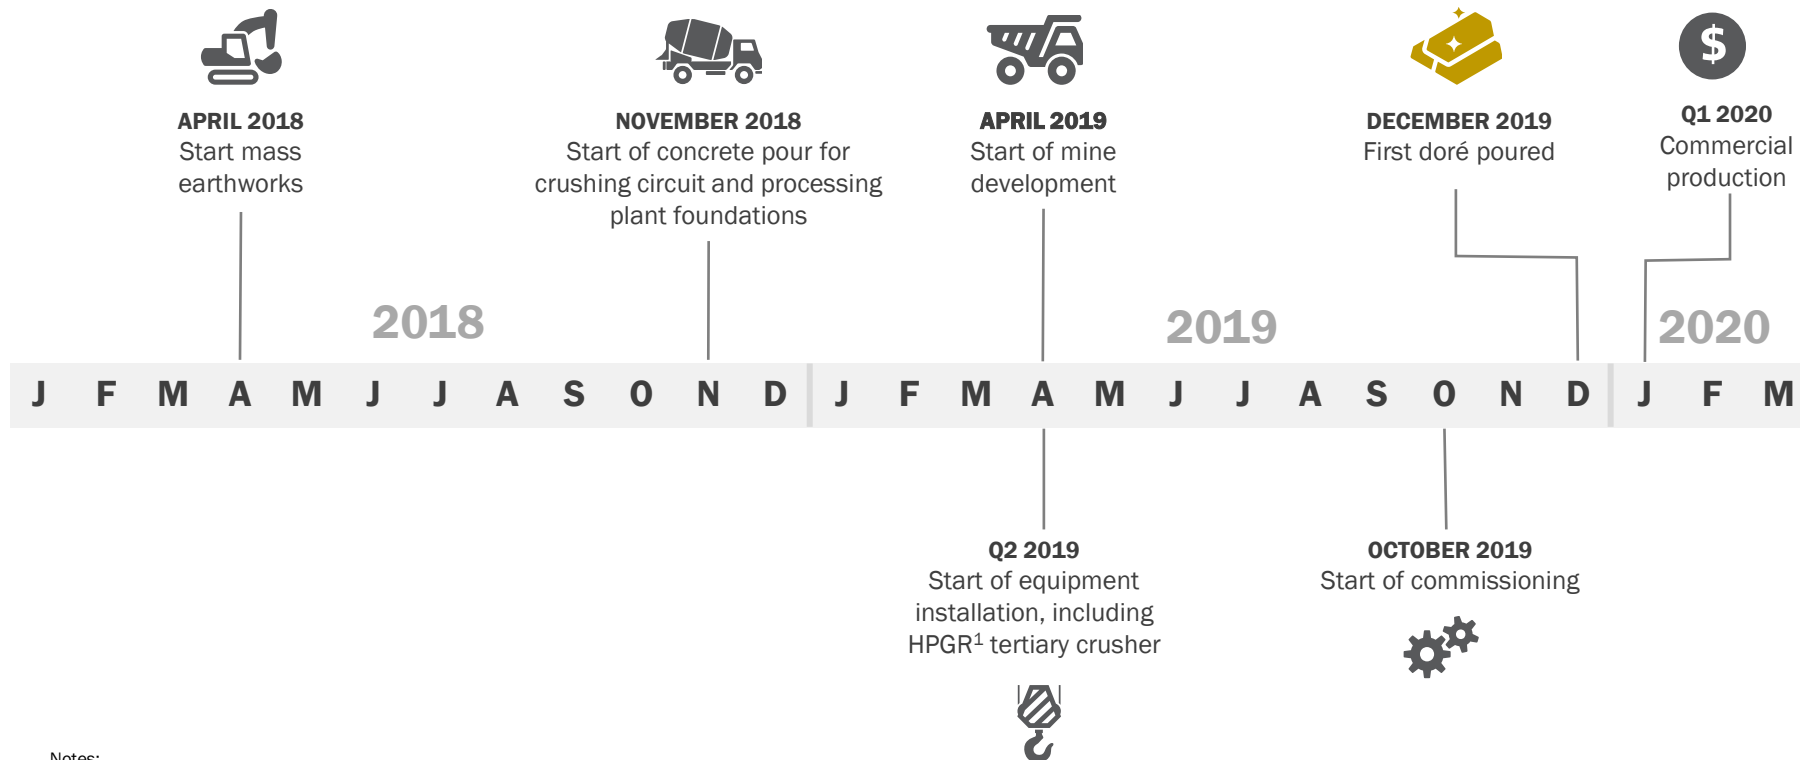 $
APRIL 2018
Start mass
earthworks
NOVEMBER 2018
Start of concrete pour for
crushing circuit and processing
plant foundations
APRIL 2019
Start of mine
development
DECEMBER 2019
First doré poured
Q1 2020
Commercial
production
2018
2019
2020
J F M A M J J A S O N D J F M A M J J A S O N D J F M
Q2 2019
Start of equipment
installation, including
HPGR¹ tertiary crusher
OCTOBER 2019
Start of commissioning
Notes: